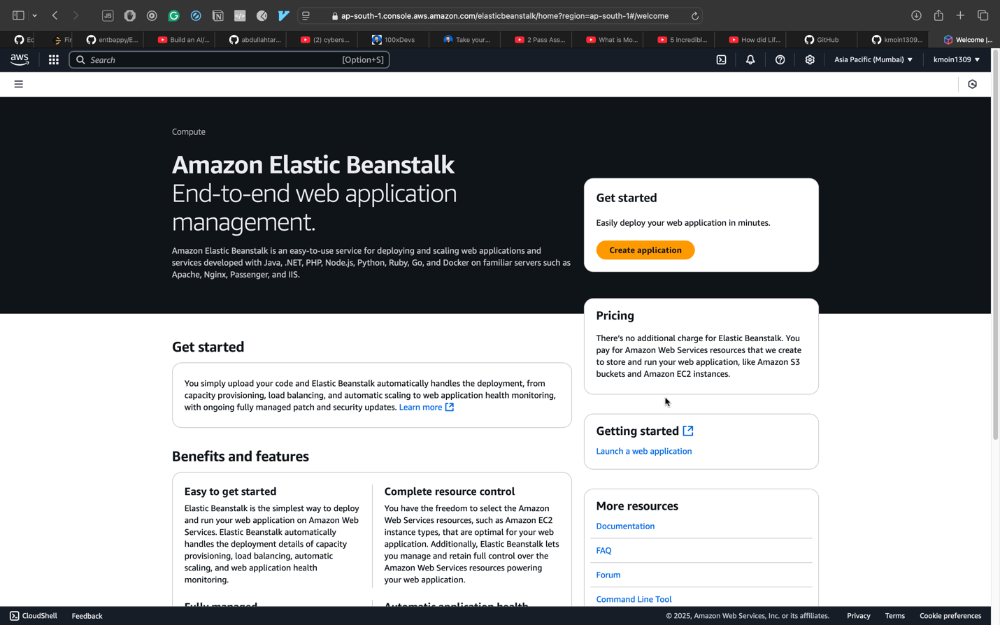 ap-south-1.console.aws.amazon.com/elasticbeanstalk/home?region=ap-south-1#/welcome
Ec
Fir
entbappy/E...
Build an AI/...
abdullahtar...
(2) cybers...
100xDevs
Take your...
2 Pass Ass...
What is Mo...
5 Incredibl...
How did Lif...
GitHub
kmoin1309...
Welcome |...
aws
Search
[Option+S]
Asia Pacific (Mumbai)
kmoin1309
Compute
Amazon Elastic Beanstalk
End-to-end web application
management.
Amazon Elastic Beanstalk is an easy-to-use service for deploying and scaling web applications and
services developed with Java, .NET, PHP, Node.js, Python, Ruby, Go, and Docker on familiar servers such as
Apache, Nginx, Passenger, and IIS.
Get started
Easily deploy your web application in minutes.
Create application
Pricing
There's no additional charge for Elastic Beanstalk. You
pay for Amazon Web Services resources that we create
to store and run your web application, like Amazon S3
buckets and Amazon EC2 instances.
Get started
You simply upload your code and Elastic Beanstalk automatically handles the deployment, from
capacity provisioning, load balancing, and automatic scaling to web application health monitoring,
with ongoing fully managed patch and security updates. Learn more
Getting started
Launch a web application
Benefits and features
Easy to get started
Elastic Beanstalk is the simplest way to deploy
and run your web application on Amazon Web
Services. Elastic Beanstalk automatically
handles the deployment details of capacity
provisioning, load balancing, automatic
scaling, and web application health
monitoring.
Complete resource control
You have the freedom to select the Amazon
Web Services resources, such as Amazon EC2
instance types, that are optimal for your web
application. Additionally, Elastic Beanstalk lets
you manage and retain full control over the
Amazon Web Services resources powering
your web application.
Fully managed
Automatic application health
More resources
Documentation
FAQ
Forum
Command Line Tool
CloudShell
Feedback
© 2025, Amazon Web Services, Inc. or its affiliates.
Privacy
Terms
Cookie preferences